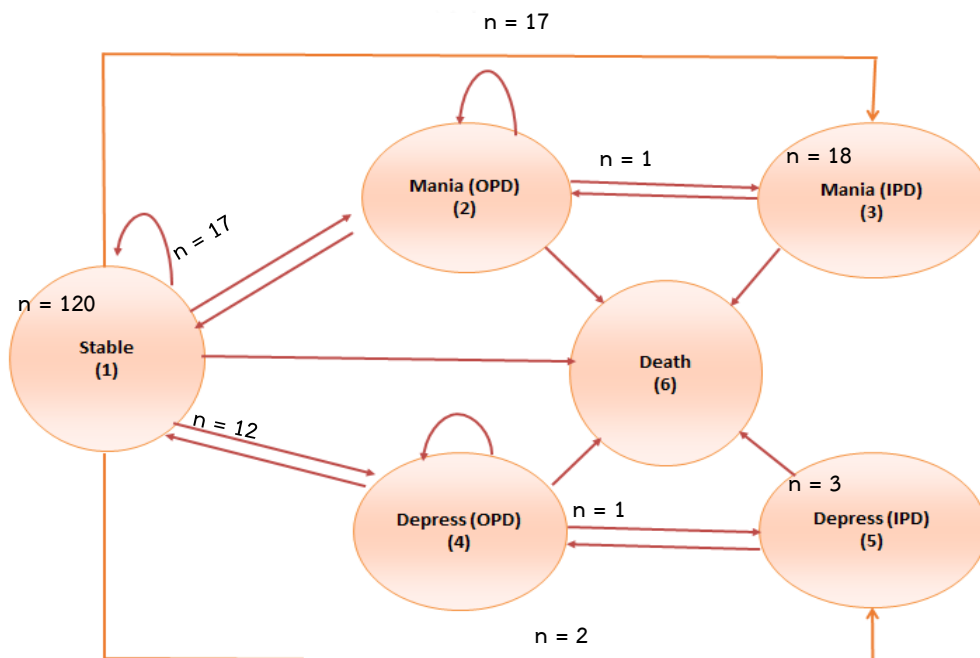 n = 17
n = 1
n = 18
Mania (OPD)
(2)
Mania (IPD)
(3)
n = 17
n = 120
Stable
(1)
Death
(6)
n = 12
n = 3
n = 1
Depress (OPD)
(4)
Depress (IPD)
(5)
n = 2